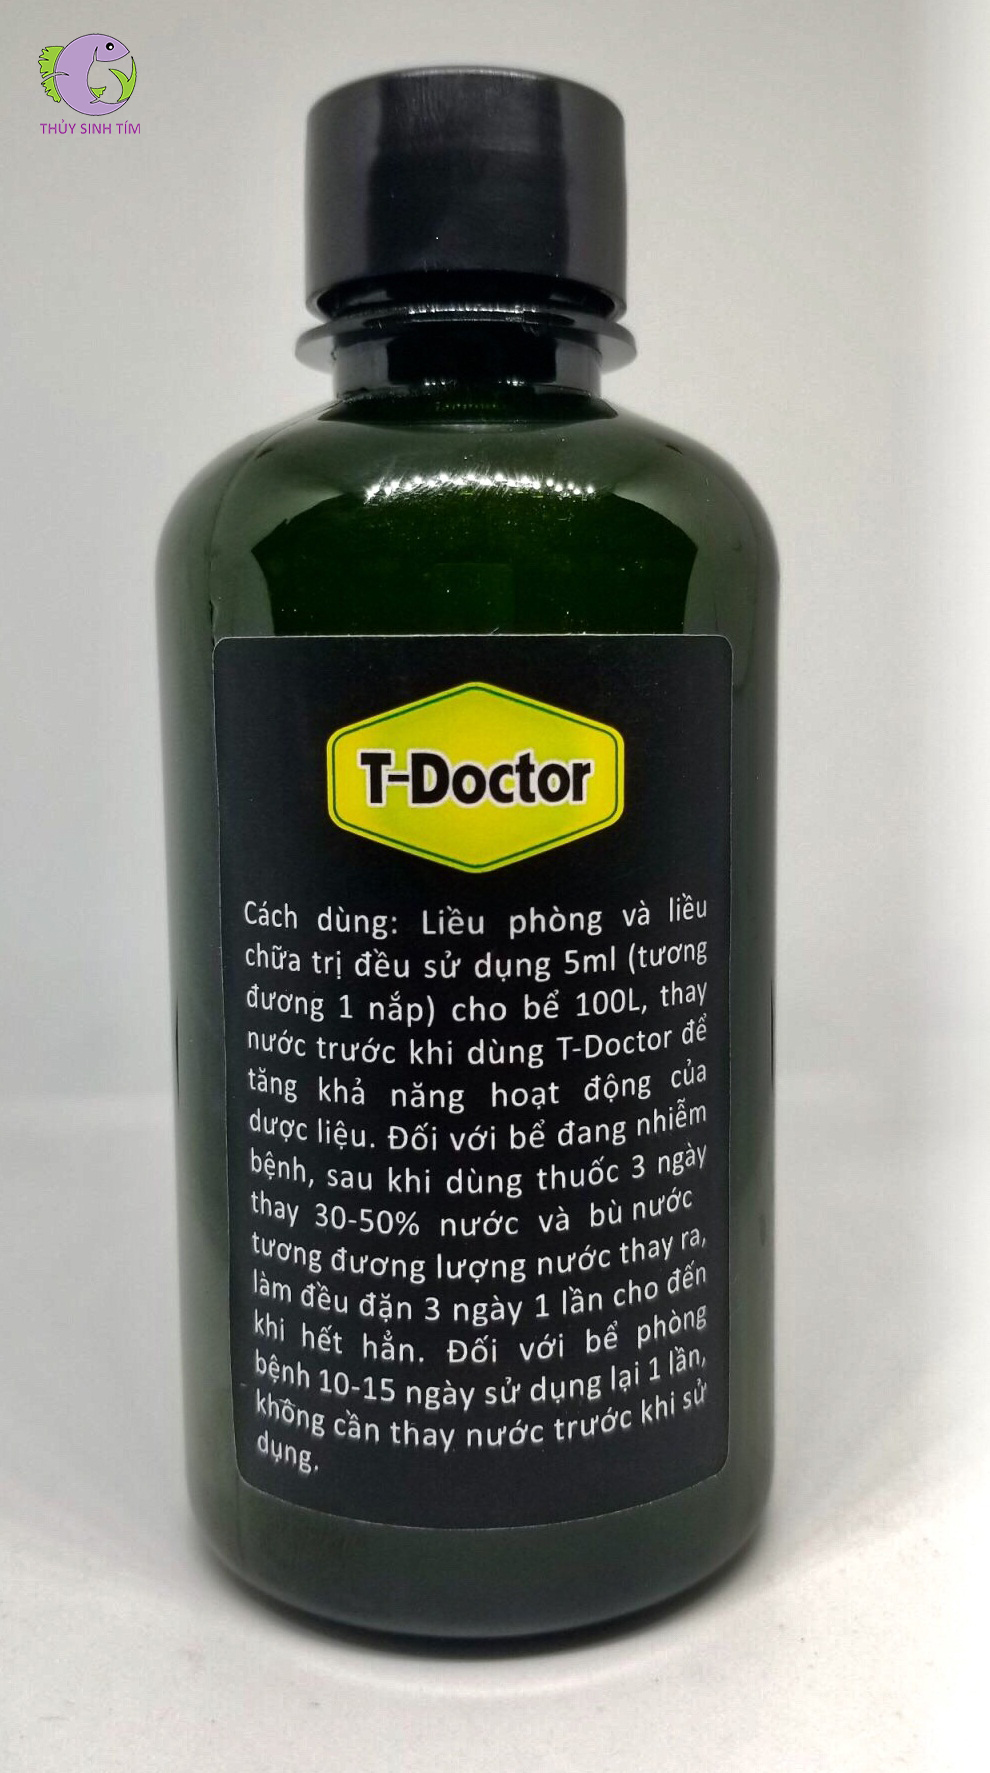 THỦY SINH TÍM
T-Doctor
Cách dùng: Liều phòng và liều
chữa trị đều sử dụng 5ml (tương
đương 1 nắp) cho bể 100L, thay
nước trước khi dùng T-Doctor để
tăng khả năng hoạt động của
dược liệu. Đối với bể đang nhiễm
bệnh, sau khi dùng thuốc 3 ngày
thay 30-50% nước và bù nước
tương đương lượng nước thay ra,
làm đều đặn 3 ngày 1 lần cho đến
khi hết hẳn. Đối với bể phòng
bệnh 10-15 ngày sử dụng lại 1 lần,
không cần thay nước trước khi sử
dụng.